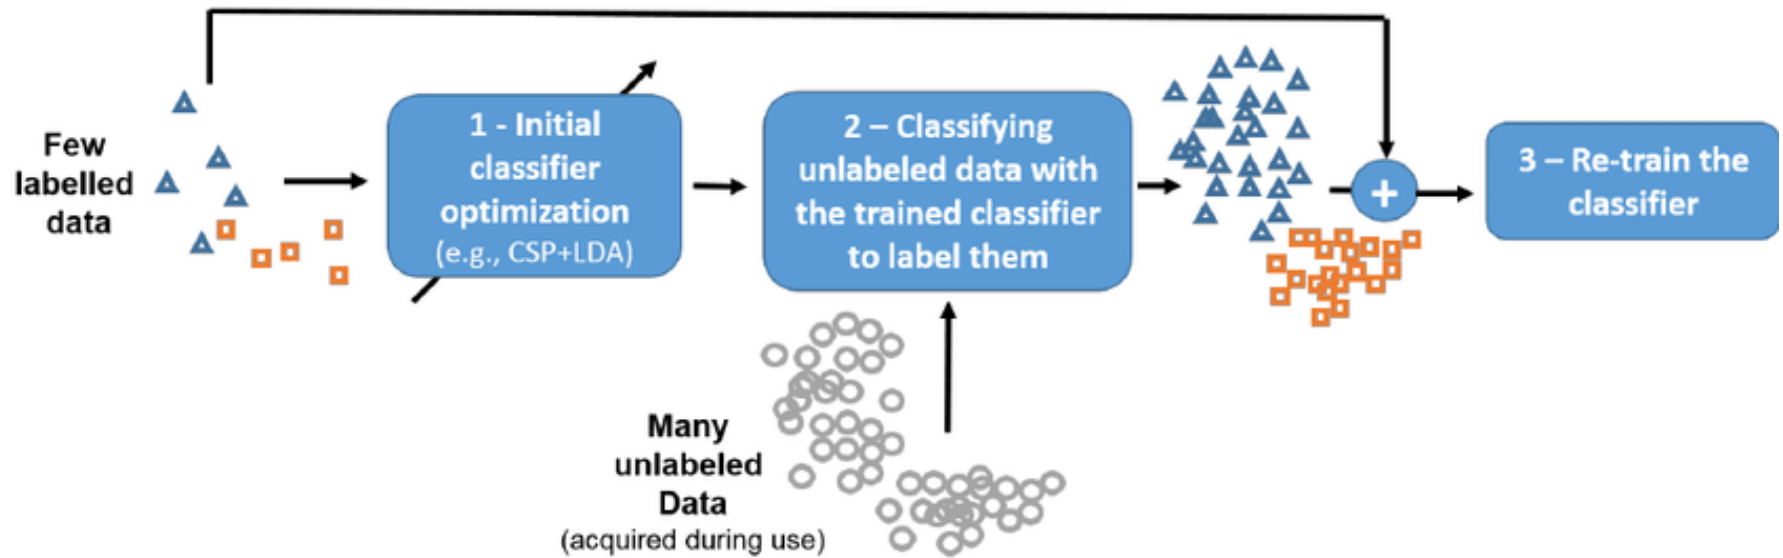 Few
labelled
data
1 - Initial
classifier
optimization
(e.g., CSP+LDA)
2 – Classifying
unlabeled data with
the trained classifier
to label them
+
3 – Re-train the
classifier
Many
unlabeled
Data
(acquired during use)